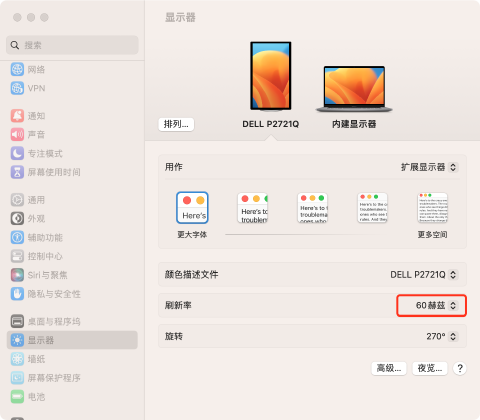 显示器
搜索
网络
VPN
通知
声音
专注模式
屏幕使用时间
通用
外观
辅助功能
控制中心
Siri与聚焦
隐私与安全性
桌面与程序坞
显示器
墙纸
屏幕保护程序
电池
排列...
DELL P2721Q
内建显示器
用作
扩展显示器
Here's
Here's to
troublem
Here's to t
troublema
ones who
更大字体
更多空间
颜色描述文件
DELL P2721Q
刷新率
60赫兹
旋转
270°
高级...
夜览...
?